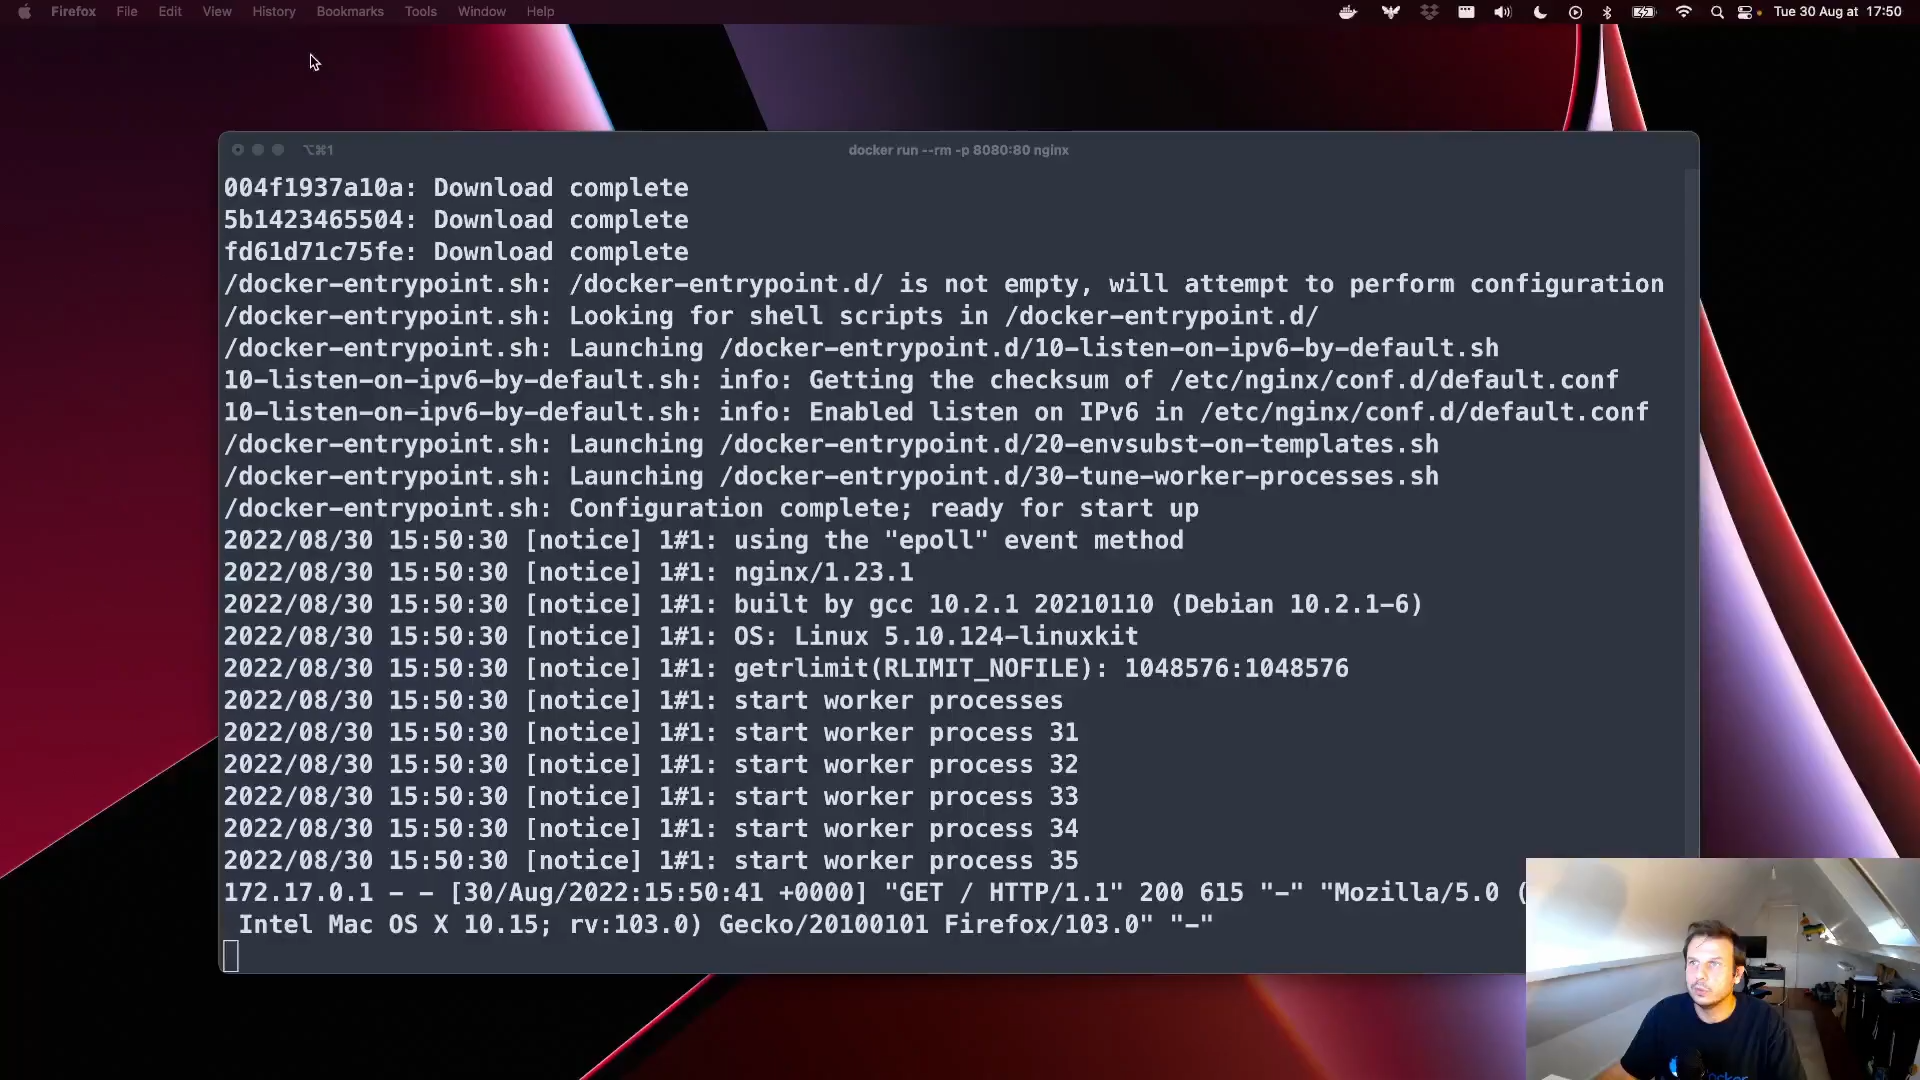 Firefox File Edit View History Bookmarks Tools Window Help Tue 30 Aug at 17:50
⌥⌘1 docker run --rm -p 8080:80 nginx
004f1937a10a: Download complete
5b1423465504: Download complete
fd61d71c75fe: Download complete
/docker-entrypoint.sh: /docker-entrypoint.d/ is not empty, will attempt to perform configuration
/docker-entrypoint.sh: Looking for shell scripts in /docker-entrypoint.d/
/docker-entrypoint.sh: Launching /docker-entrypoint.d/10-listen-on-ipv6-by-default.sh
10-listen-on-ipv6-by-default.sh: info: Getting the checksum of /etc/nginx/conf.d/default.conf
10-listen-on-ipv6-by-default.sh: info: Enabled listen on IPv6 in /etc/nginx/conf.d/default.conf
/docker-entrypoint.sh: Launching /docker-entrypoint.d/20-envsubst-on-templates.sh
/docker-entrypoint.sh: Launching /docker-entrypoint.d/30-tune-worker-processes.sh
/docker-entrypoint.sh: Configuration complete; ready for start up
2022/08/30 15:50:30 [notice] 1#1: using the "epoll" event method
2022/08/30 15:50:30 [notice] 1#1: nginx/1.23.1
2022/08/30 15:50:30 [notice] 1#1: built by gcc 10.2.1 20210110 (Debian 10.2.1-6)
2022/08/30 15:50:30 [notice] 1#1: OS: Linux 5.10.124-linuxkit
2022/08/30 15:50:30 [notice] 1#1: getrlimit(RLIMIT_NOFILE): 1048576:1048576
2022/08/30 15:50:30 [notice] 1#1: start worker processes
2022/08/30 15:50:30 [notice] 1#1: start worker process 31
2022/08/30 15:50:30 [notice] 1#1: start worker process 32
2022/08/30 15:50:30 [notice] 1#1: start worker process 33
2022/08/30 15:50:30 [notice] 1#1: start worker process 34
2022/08/30 15:50:30 [notice] 1#1: start worker process 35
172.17.0.1 - - [30/Aug/2022:15:50:41 +0000] "GET / HTTP/1.1" 200 615 "-" "Mozilla/5.0 (
Intel Mac OS X 10.15; rv:103.0) Gecko/20100101 Firefox/103.0" "-"